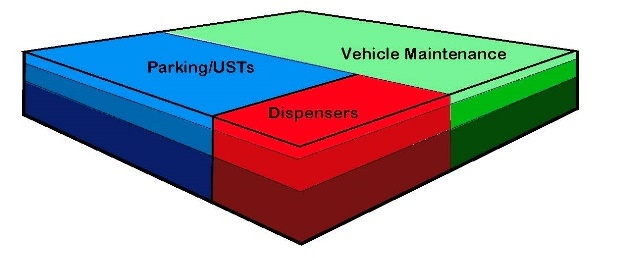 Vehicle Maintenance
Parking/USTs
Dispensers